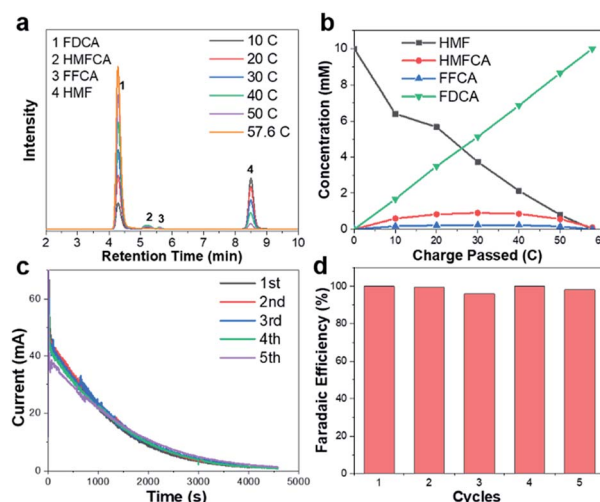 a
1 FDCA
2 HMFCA
3 FFCA
4 HMF
10 C
20 C
30 C
40 C
50 C
57.6 C
1
2
3
4
Intensity
2 3 4 5 6 7 8 9 10
Retention Time (min)
b
HMF
HMFCA
FFCA
FDCA
Concentration (mM)
10
8
6
4
2
0
0 10 20 30 40 50 60
Charge Passed (C)
c
1st
2nd
3rd
4th
5th
Current (mA)
60
40
20
0
0 1000 2000 3000 4000 5000
Time (s)
d
Faradaic Efficiency (%)
100
80
60
40
20
0
1 2 3 4 5
Cycles